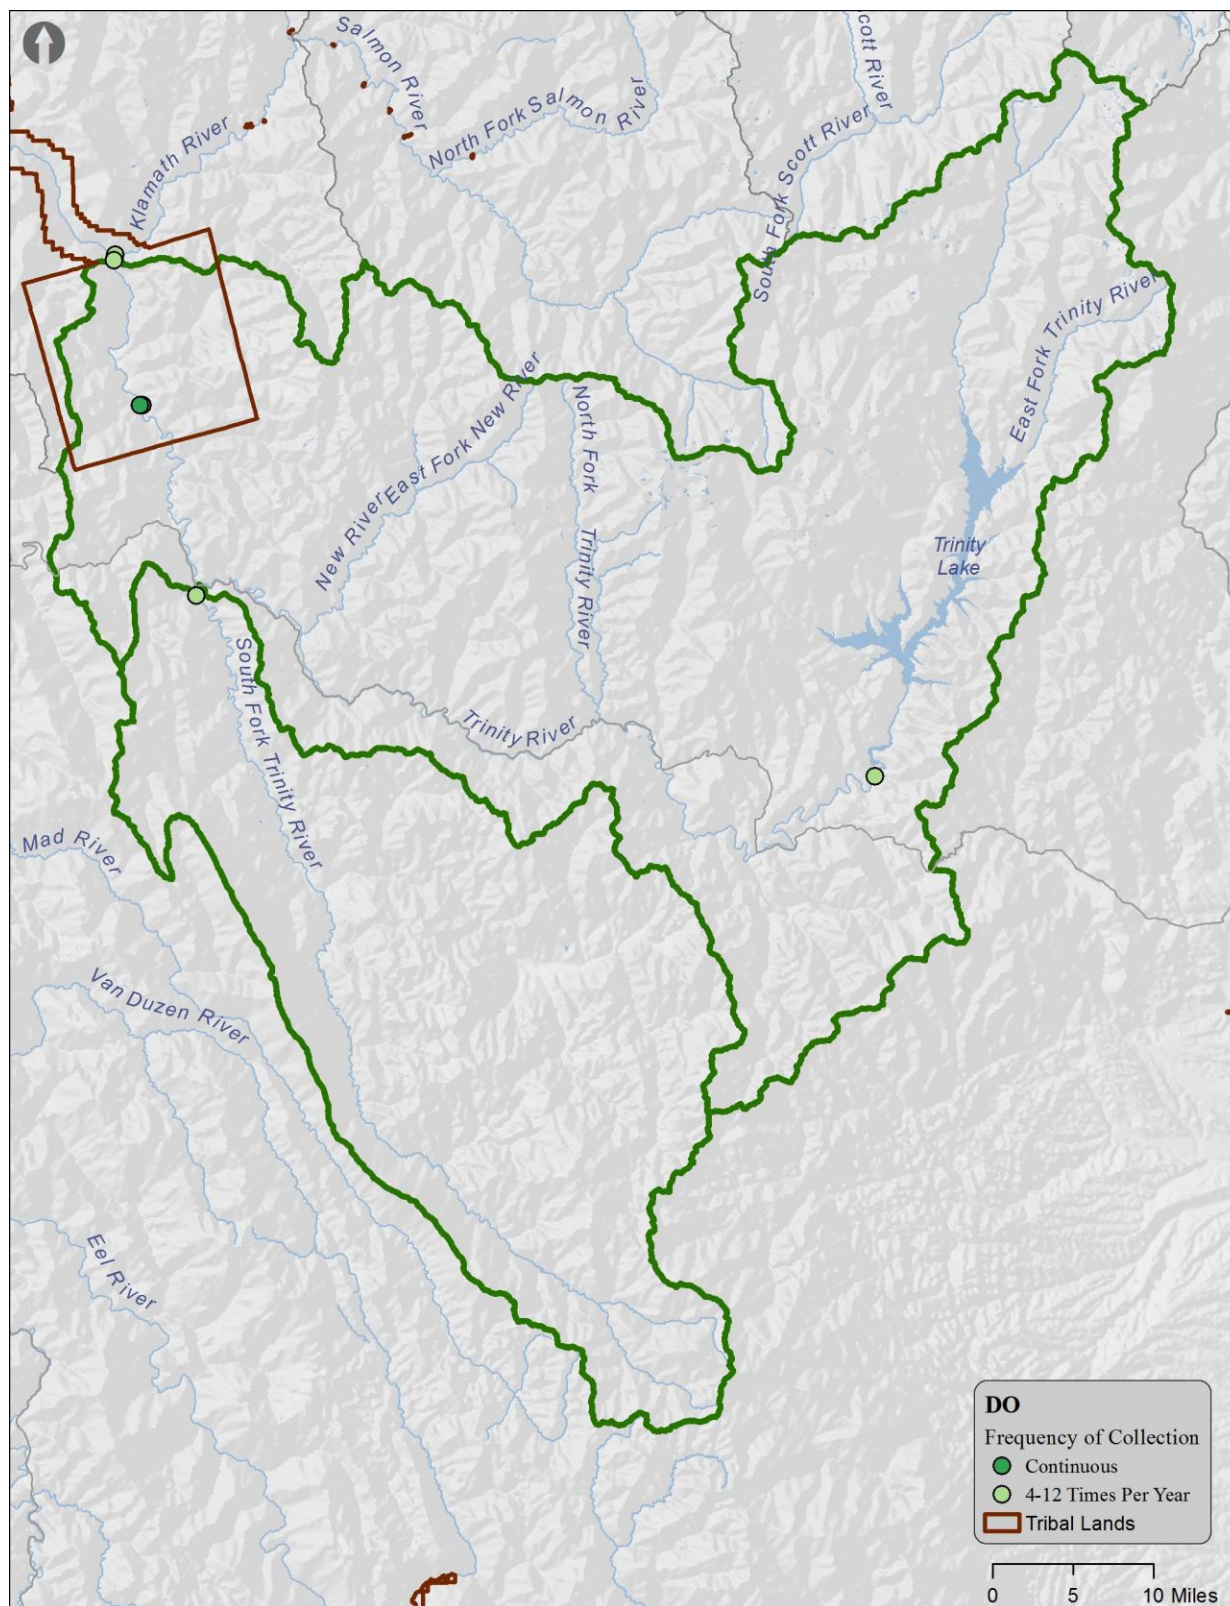 Salmon River
cott River
North Fork Salmon River
Klamath River
South Fork Scott River
East Fork Trinity River
North Fork Trinity River
East Fork New River
New River
Trinity
Lake
South Fork Trinity River
Trinity River
Mad River
Van Duzen River
Eel River
DO
Frequency of Collection
Continuous
4-12 Times Per Year
Tribal Lands
0 5 10 Miles